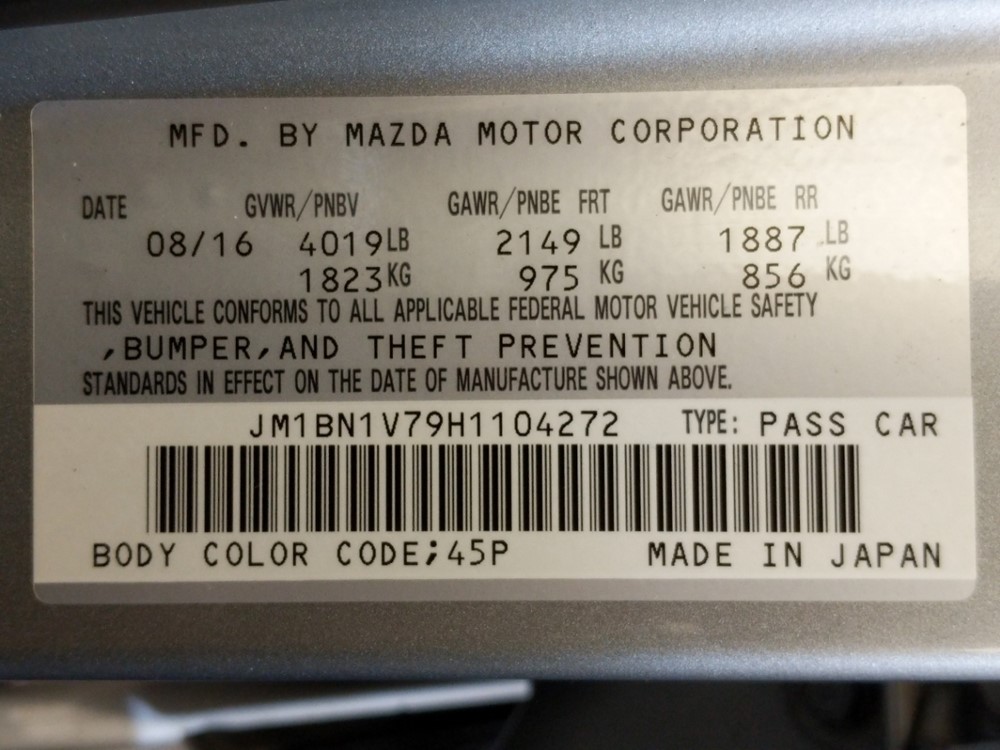 MFD. BY MAZDA MOTOR CORPORATION
DATE GVWR/PNBV GAWR/PNBE FRT GAWR/PNBE RR
08/16 4019LB 2149 LB 1887 LB
1823KG 975 KG 856 KG
THIS VEHICLE CONFORMS TO ALL APPLICABLE FEDERAL MOTOR VEHICLE SAFETY
,BUMPER,AND THEFT PREVENTION
STANDARDS IN EFFECT ON THE DATE OF MANUFACTURE SHOWN ABOVE.
JM1BN1V79H1104272 TYPE: PASS CAR
BODY COLOR CODE;45P MADE IN JAPAN